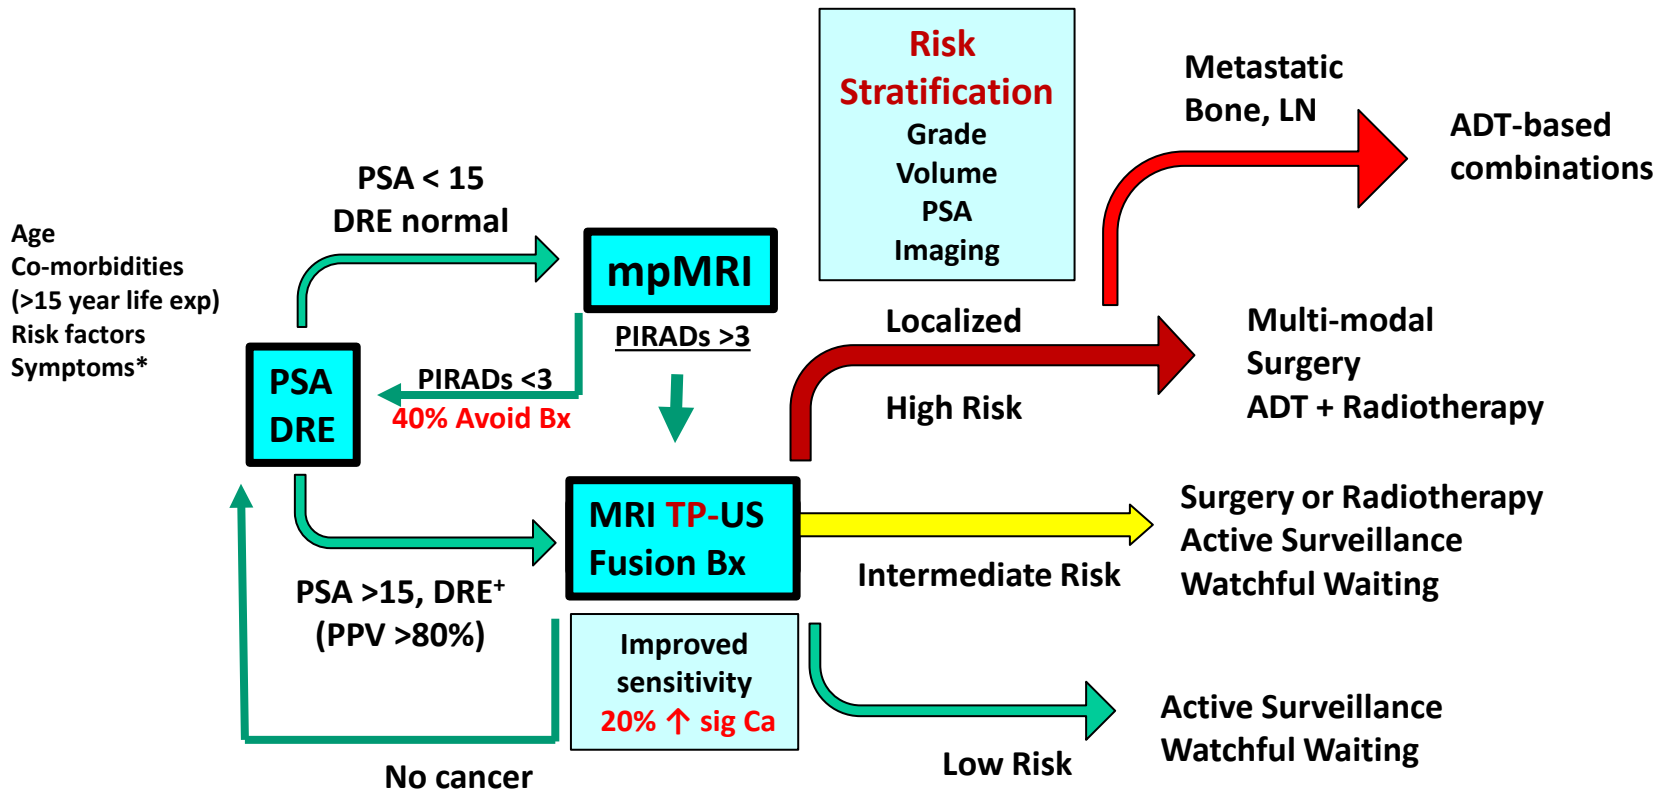 Age
Co-morbidities
(>15 year life exp)
Risk factors
Symptoms*
PSA < 15
DRE normal
PSA
DRE
mpMRI
PIRADs >3
PIRADs <3
40% Avoid Bx
PSA >15, DRE⁺
(PPV >80%)
MRI TP-US
Fusion Bx
Improved
sensitivity
20% ↑ sig Ca
No cancer
Risk
Stratification
Grade
Volume
PSA
Imaging
Metastatic
Bone, LN
ADT-based
combinations
Localized
High Risk
Multi-modal
Surgery
ADT + Radiotherapy
Intermediate Risk
Surgery or Radiotherapy
Active Surveillance
Watchful Waiting
Low Risk
Active Surveillance
Watchful Waiting